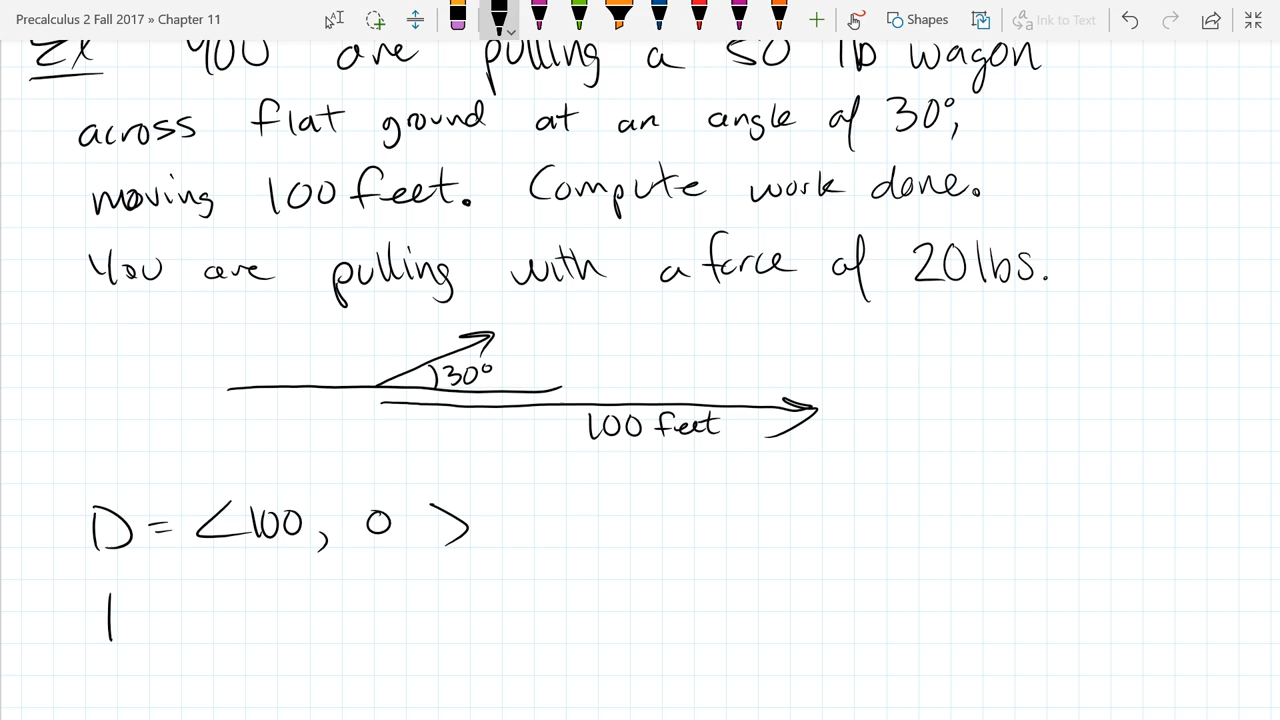 Precalculus 2 Fall 2017 » Chapter 11
Shapes
Ink to Text
Ex You are pulling a 50 lb wagon
across flat ground at an angle of 30°,
moving 100 feet. Compute work done.
You are pulling with a force of 20 lbs.
30°
100 feet
D = <100, 0 >